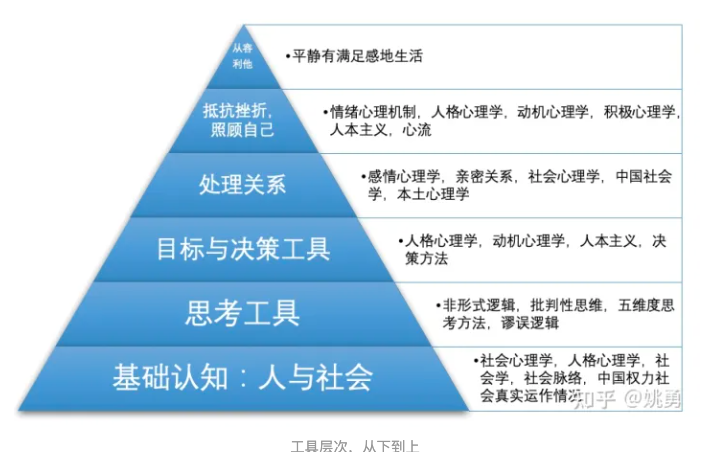 从容
利他
•平静有满足感地生活
抵抗挫折，
照顾自己
•情绪心理机制，人格心理学，动机心理学，积极心理学，
人本主义，心流
处理关系
•感情心理学，亲密关系，社会心理学，中国社会
学，本土心理学
目标与决策工具
•人格心理学，动机心理学，人本主义，决
策方法
思考工具
•非形式逻辑，批判性思维，五维度思
考方法，谬误逻辑
基础认知：人与社会
•社会心理学，人格心理学，社
会学，社会脉络，中国权力社
会真实运作情况
知乎 @姚勇
工具层次，从下到上